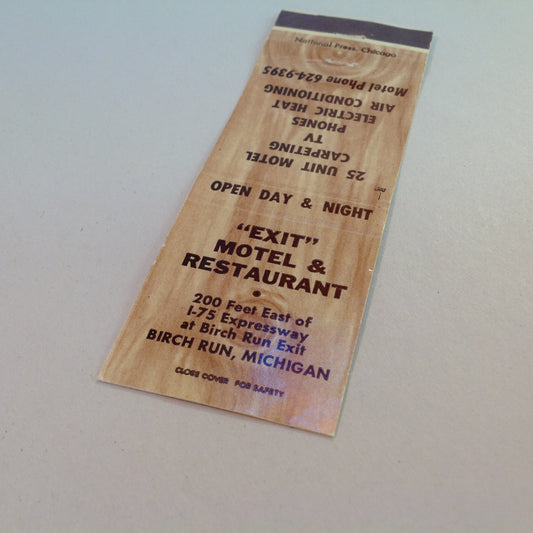 National Press, Chicago
Motel Phone 624-9395
AIR CONDITIONING
ELECTRIC HEAT
PHONES
TV
CARPETING
25 UNIT MOTEL
OPEN DAY & NIGHT
"EXIT"
MOTEL &
RESTAURANT
200 Feet East of
I-75 Expressway
at Birch Run Exit
BIRCH RUN, MICHIGAN
CLOSE COVER FOR SAFETY